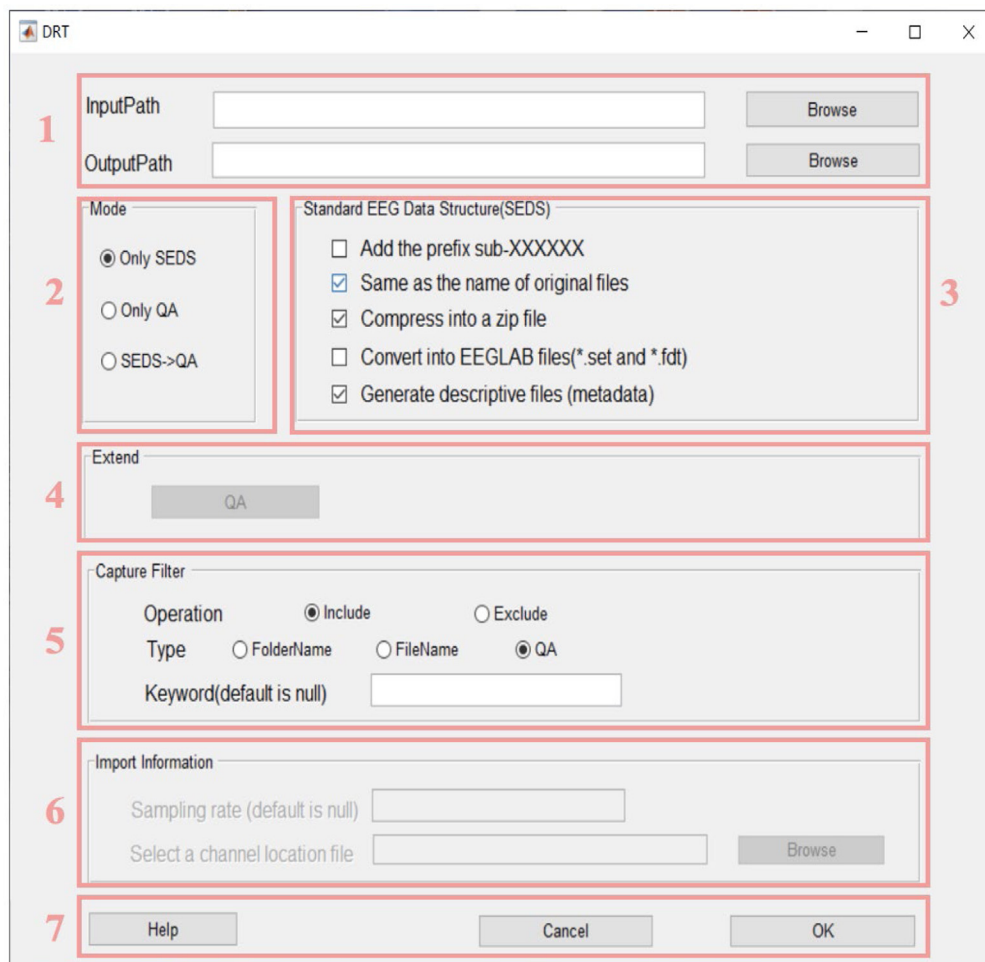 DRT
1
InputPath Browse
OutputPath Browse
2
Mode
Only SEDS
Only QA
SEDS->QA
Standard EEG Data Structure(SEDS)
Add the prefix sub-XXXXXX
Same as the name of original files
Compress into a zip file
Convert into EEGLAB files(*.set and *.fdt)
Generate descriptive files (metadata)
3
4
Extend
QA
5
Capture Filter
Operation Include Exclude
Type FolderName FileName QA
Keyword(default is null)
6
Import Information
Sampling rate (default is null)
Select a channel location file Browse
7
Help Cancel OK